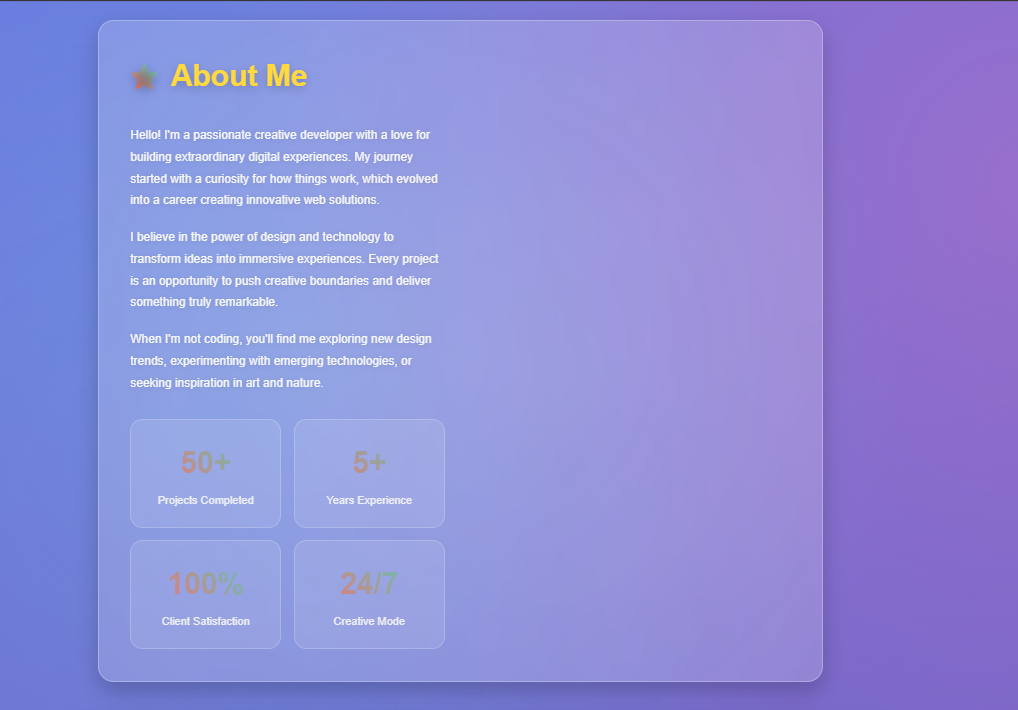 About Me
Hello! I'm a passionate creative developer with a love for
building extraordinary digital experiences. My journey
started with a curiosity for how things work, which evolved
into a career creating innovative web solutions.
I believe in the power of design and technology to
transform ideas into immersive experiences. Every project
is an opportunity to push creative boundaries and deliver
something truly remarkable.
When I'm not coding, you'll find me exploring new design
trends, experimenting with emerging technologies, or
seeking inspiration in art and nature.
50+
Projects Completed
5+
Years Experience
100%
Client Satisfaction
24/7
Creative Mode